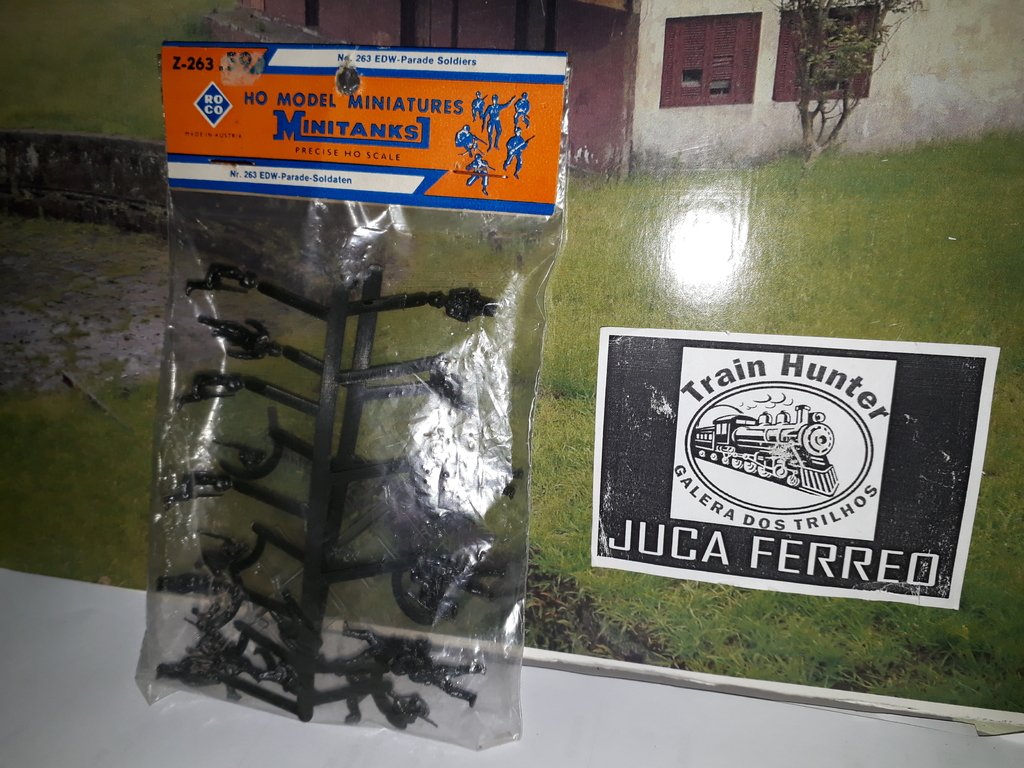 Z-263 .59¢
Nr. 263 EDW-Parade Soldiers
RO
CO
MADE IN AUSTRIA
HO MODEL MINIATURES
MINITANKS
PRECISE HO SCALE
Nr. 263 EDW-Parade-Soldaten
Train Hunter
GALERA DOS TRILHOS
JUCA FERREO